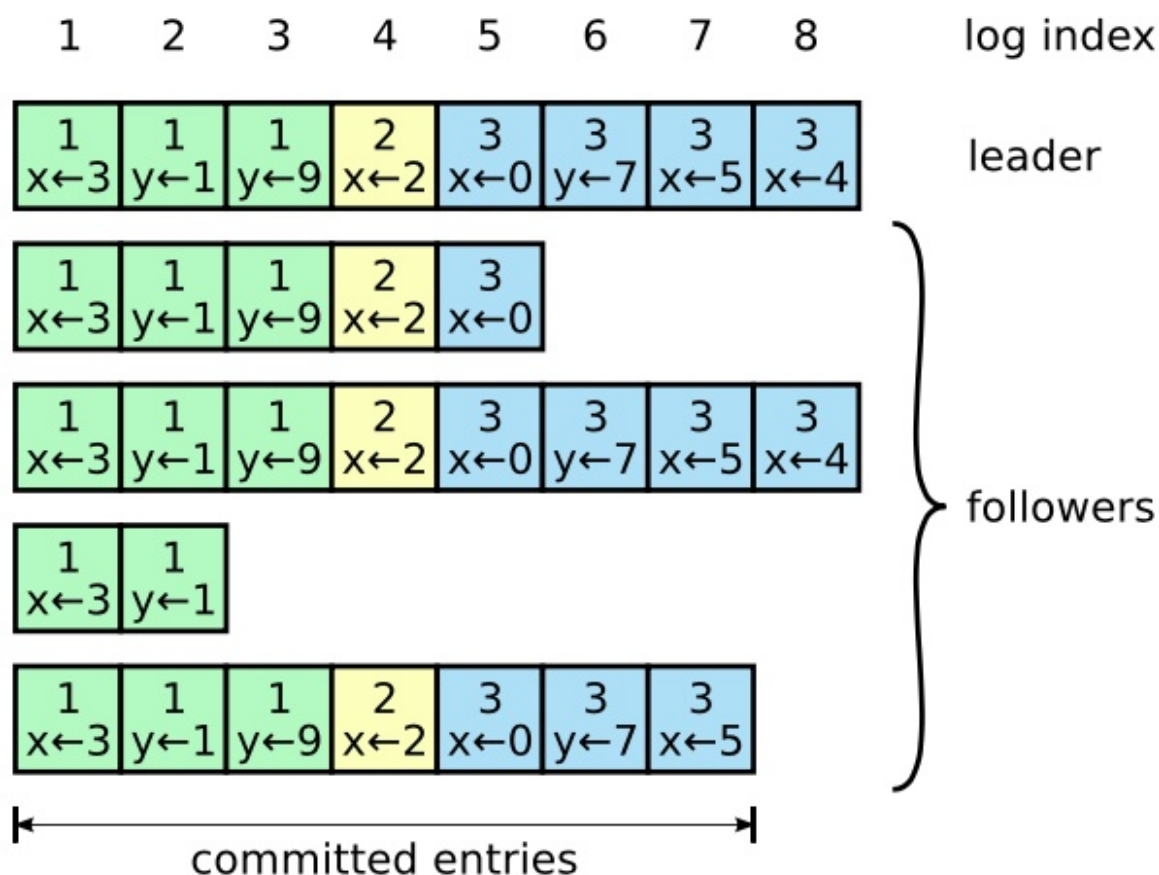 1 2 3 4 5 6 7 8 log index
1 1 1 2 3 3 3 3
x←3 y←1 y←9 x←2 x←0 y←7 x←5 x←4
leader
1 1 1 2 3
x←3 y←1 y←9 x←2 x←0
1 1 1 2 3 3 3 3
x←3 y←1 y←9 x←2 x←0 y←7 x←5 x←4
followers
1 1
x←3 y←1
1 1 1 2 3 3 3
x←3 y←1 y←9 x←2 x←0 y←7 x←5
committed entries